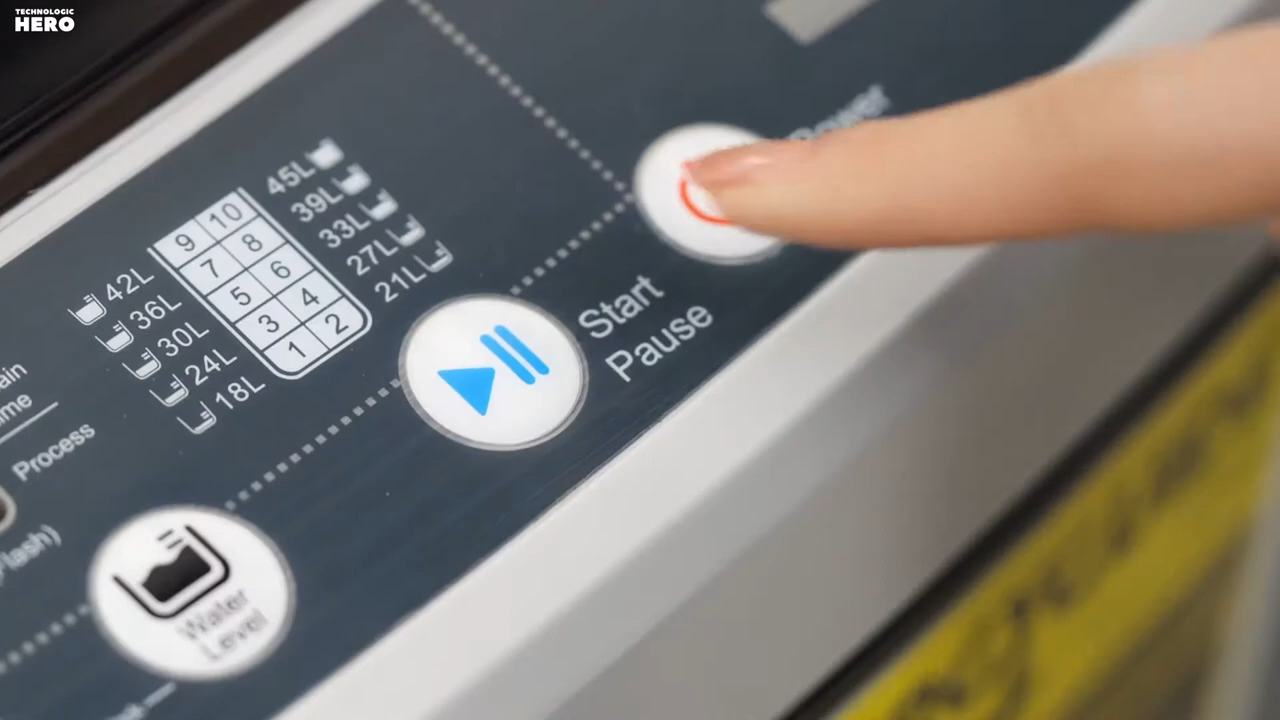 TECHNOLOGIC
HERO
Power
45L
39L
33L
27L
21L
9 10
7 8
5 6
3 4
1 2
42L
36L
30L
24L
18L
Start
Pause
Process
Water
Level